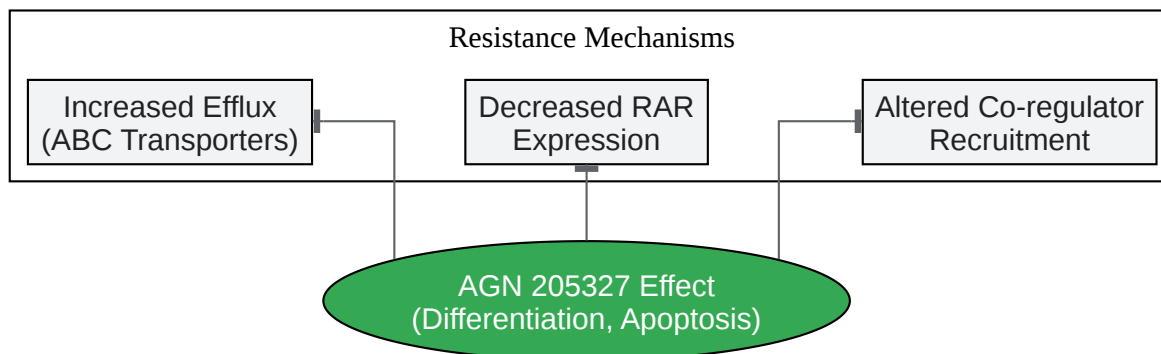 Resistance Mechanisms
Increased Efflux
(ABC Transporters)
Decreased RAR
Expression
Altered Co-regulator
Recruitment
AGN 205327 Effect
(Differentiation, Apoptosis)